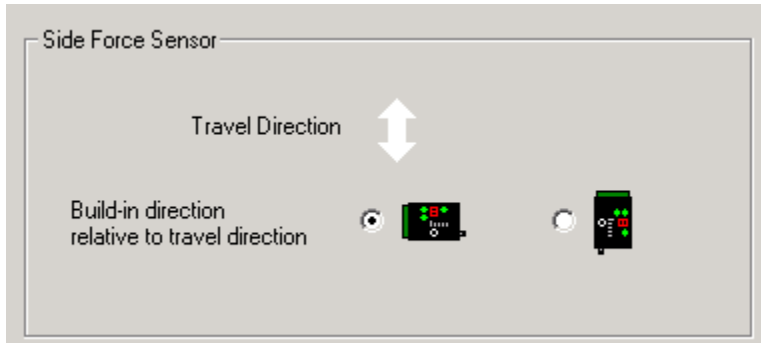 Side Force Sensor
Travel Direction
Build-in direction
relative to travel direction